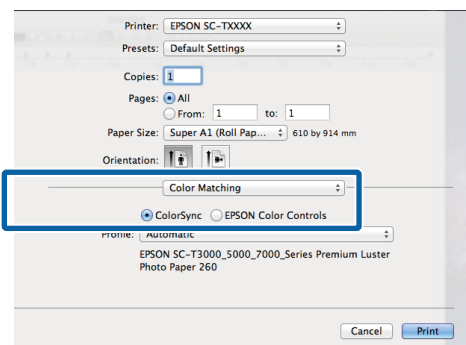 Printer: EPSON SC-TXXXX
Presets: Default Settings
Copies: 1
Pages: All
From: 1 to: 1
Paper Size: Super A1 (Roll Pap... 610 by 914 mm
Orientation:
Color Matching
ColorSync EPSON Color Controls
Profile: Automatic
EPSON SC-T3000_5000_7000_Series Premium Luster
Photo Paper 260
Cancel Print